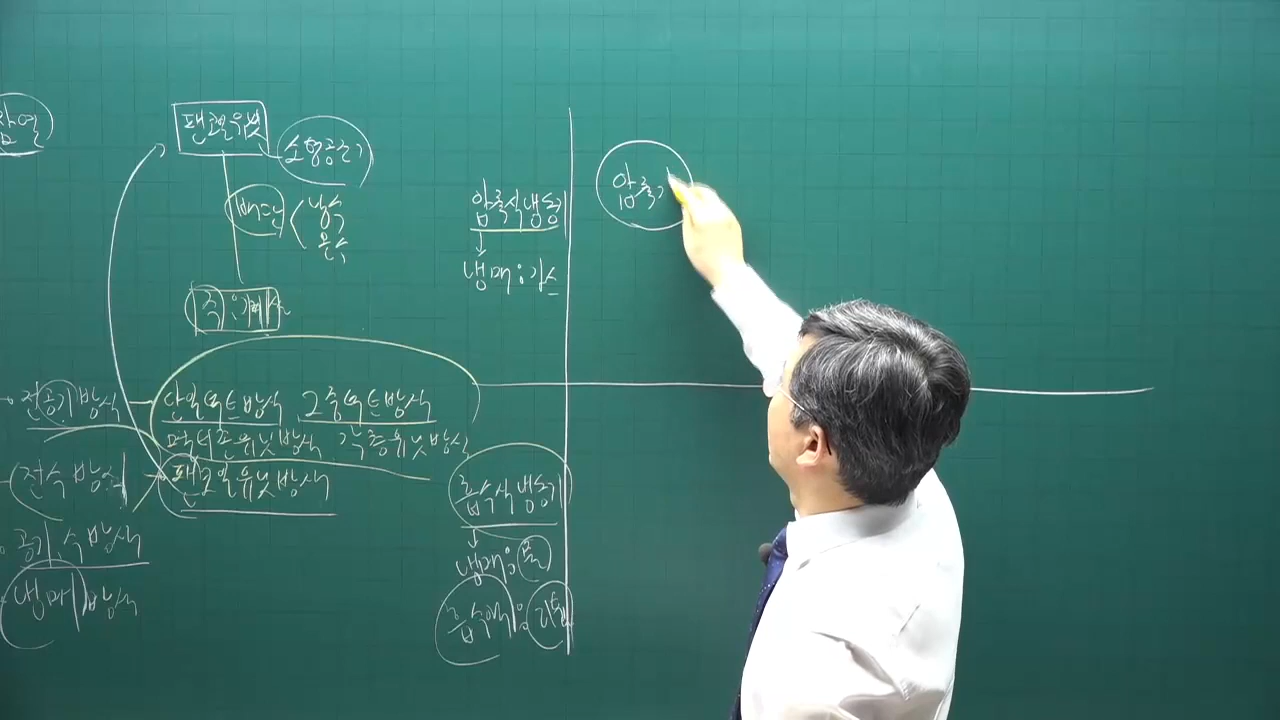 팬코일유닛
소형공조기
배관
냉수
온수
압축식냉동기
냉매:가스
압축기
전공기방식
단일덕트방식 2중덕트방식
멀티존유닛방식 각층유닛방식
전수방식
팬코일유닛방식
흡수식냉동기
공기.수방식
냉매:물
냉매방식
흡수제:리튬